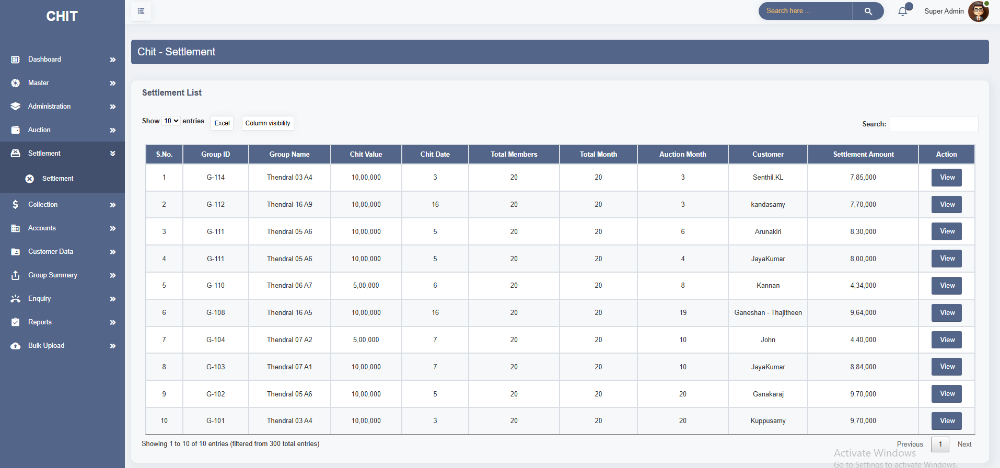 CHIT
Search here ...
Super Admin
Dashboard
Master
Administration
Auction
Settlement
Settlement
Collection
Accounts
Customer Data
Group Summary
Enquiry
Reports
Bulk Upload
Chit - Settlement
Settlement List
Show 10 entries Excel Column visibility Search:
S.No. Group ID Group Name Chit Value Chit Date Total Members Total Month Auction Month Customer Settlement Amount Action
1 G-114 Thendral 03 A4 10,00,000 3 20 20 3 Senthil.KL 7,85,000 View
2 G-112 Thendral 16 A9 10,00,000 16 20 20 3 kandasamy 7,70,000 View
3 G-111 Thendral 05 A6 10,00,000 5 20 20 6 Arunakiri 8,30,000 View
4 G-111 Thendral 05 A6 10,00,000 5 20 20 4 JayaKumar 8,00,000 View
5 G-110 Thendral 06 A7 5,00,000 6 20 20 8 Kannan 4,34,000 View
6 G-108 Thendral 16 A5 10,00,000 16 20 20 19 Ganeshan - Thajitheen 9,64,000 View
7 G-104 Thendral 07 A2 5,00,000 7 20 20 10 John 4,40,000 View
8 G-103 Thendral 07 A1 10,00,000 7 20 20 10 JayaKumar 8,84,000 View
9 G-102 Thendral 05 A6 10,00,000 5 20 20 20 Ganakaraj 9,70,000 View
10 G-101 Thendral 03 A4 10,00,000 3 20 20 20 Kuppusamy 9,70,000 View
Showing 1 to 10 of 10 entries (filtered from 300 total entries) Previous 1 Next
Activate Windows
Go to Settings to activate Windows.